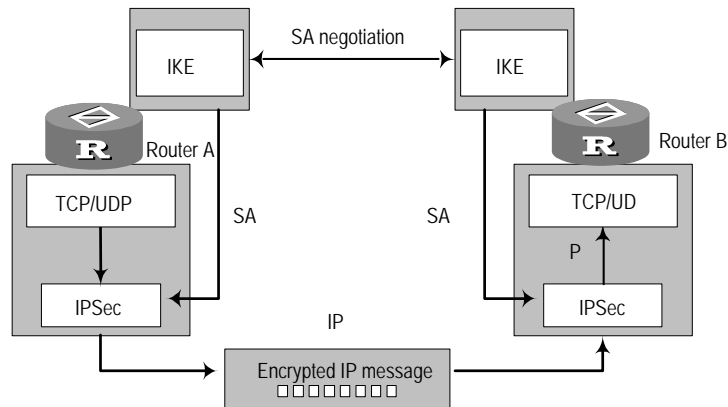 SA negotiation
IKE
IKE
R
Router A
R
Router B
TCP/UDP
SA
SA
TCP/UD
P
IPSec
IPSec
IP
Encrypted IP message